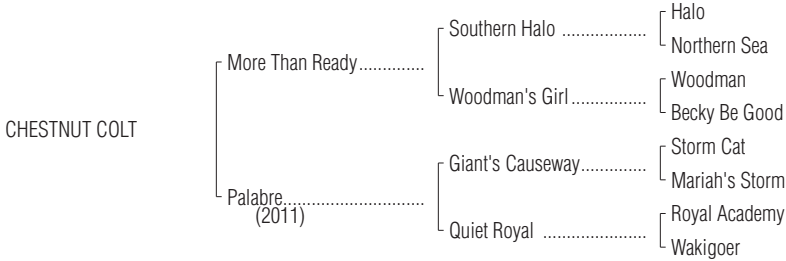 CHESTNUT COLT
More Than Ready..............
Palabre.............................
(2011)
Southern Halo ..................
Woodman's Girl................
Giant's Causeway..............
Quiet Royal ......................
Halo
Northern Sea
Woodman
Becky Be Good
Storm Cat
Mariah's Storm
Royal Academy
Wakigoer